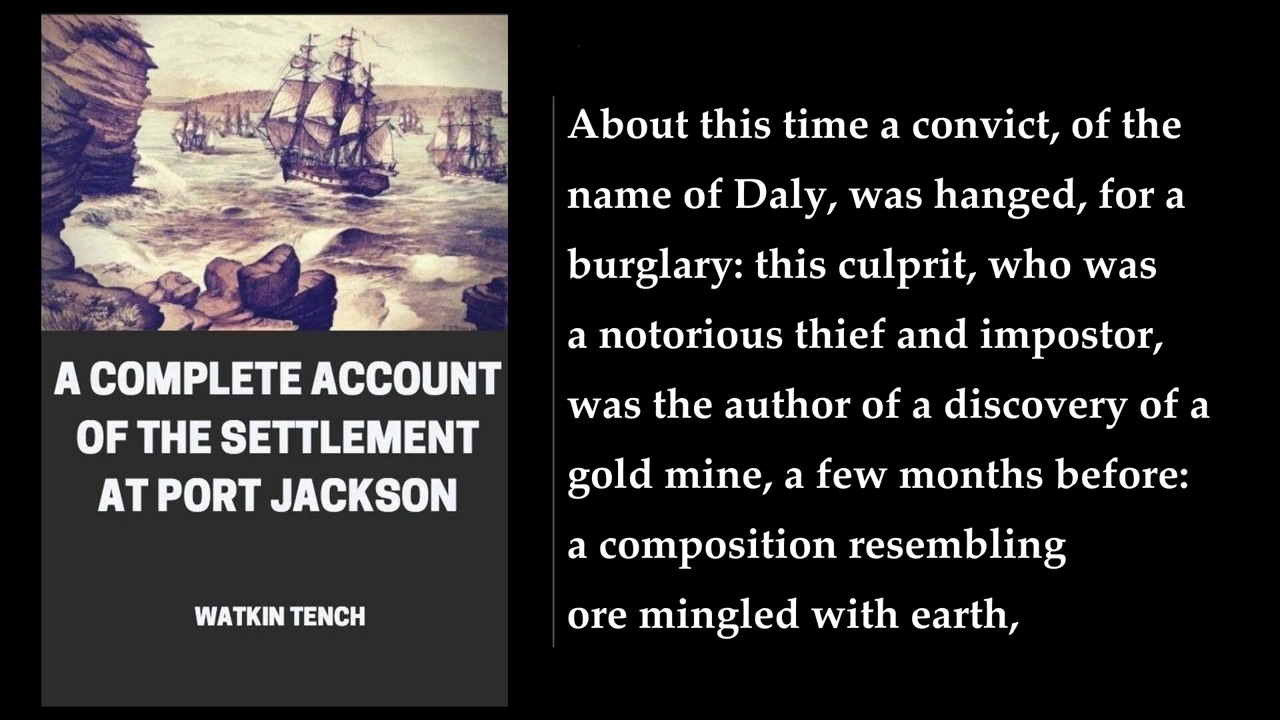 A COMPLETE ACCOUNT
OF THE SETTLEMENT
AT PORT JACKSON
WATKIN TENCH
About this time a convict, of the
name of Daly, was hanged, for a
burglary: this culprit, who was
a notorious thief and impostor,
was the author of a discovery of a
gold mine, a few months before:
a composition resembling
ore mingled with earth,